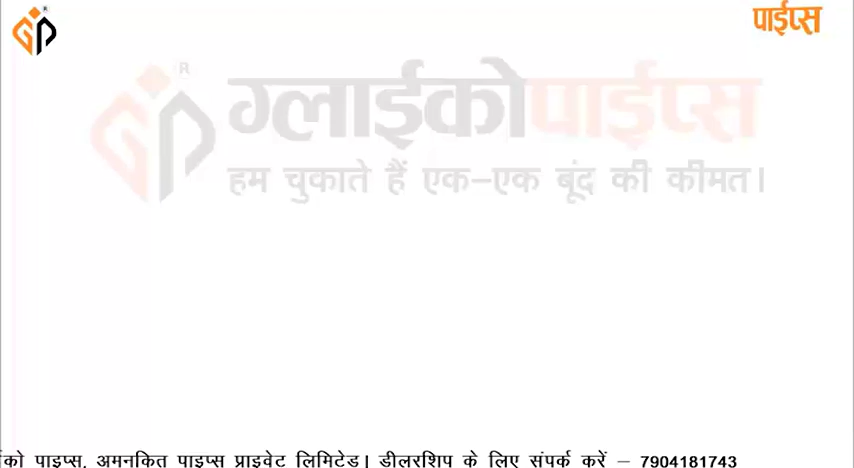 पाईप्स
ग्लाईकोपाईप्स
हम चुकाते हैं एक–एक बूंद की कीमत।
पाइप्स, अमनकित पाइप्स प्राइवेट लिमिटेड। डीलरशिप के लिए संपर्क करें – 7904181743